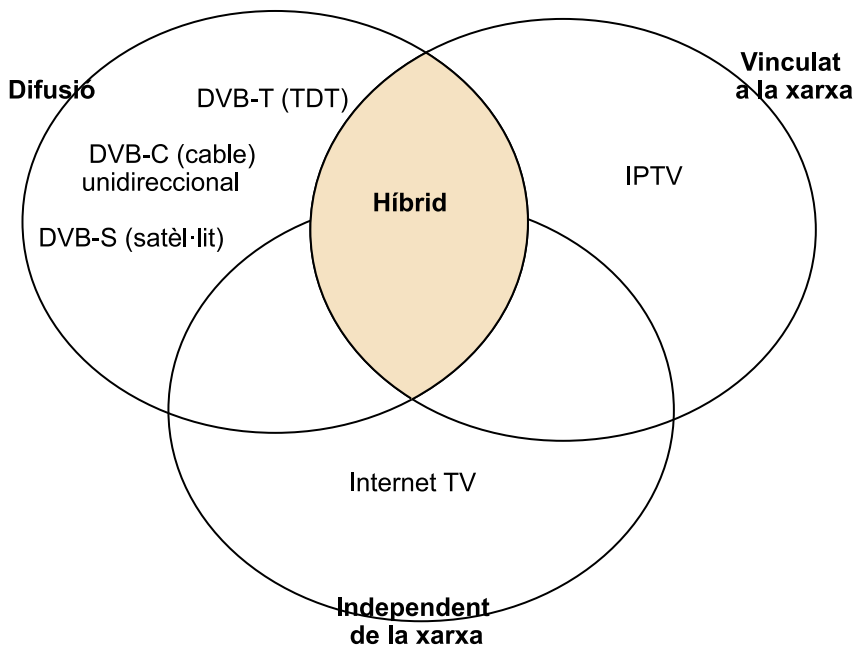 Difusió
DVB-T (TDT)
DVB-C (cable)
unidireccional
DVB-S (satèl·lit)
Híbrid
Vinculat
a la xarxa
IPTV
Internet TV
Independent
de la xarxa